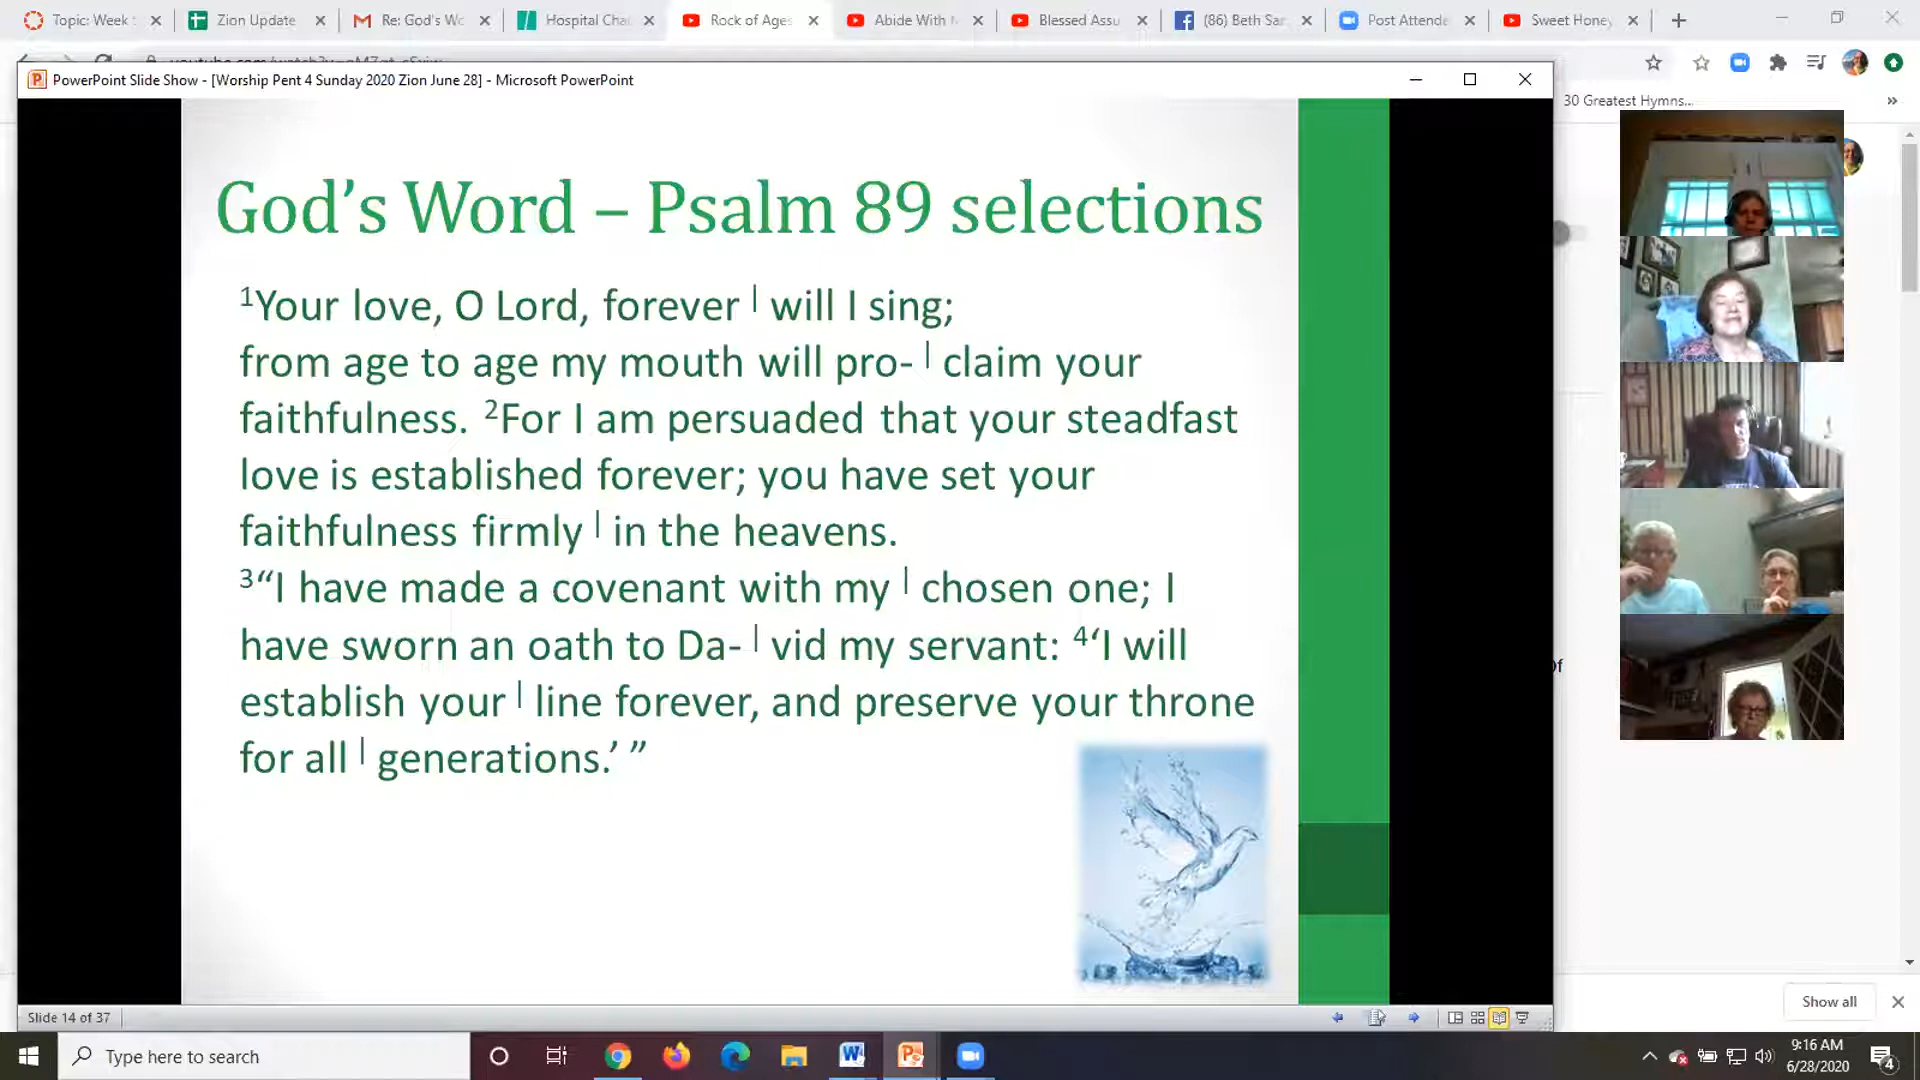 Topic: Week
Zion Update
Re: God's Wo
Hospital Cha
Rock of Ages
Abide With
Blessed Assu
(86) Beth Sar
Post Attende
Sweet Honey
30 Greatest Hymns...
PowerPoint Slide Show - [Worship Pent 4 Sunday 2020 Zion June 28] - Microsoft PowerPoint
God's Word – Psalm 89 selections
1Your love, O Lord, forever | will I sing;
from age to age my mouth will pro- | claim your
faithfulness. 2For I am persuaded that your steadfast
love is established forever; you have set your
faithfulness firmly | in the heavens.
3“I have made a covenant with my | chosen one; I
have sworn an oath to Da- | vid my servant: 4‘I will
establish your | line forever, and preserve your throne
for all | generations.’ ”
Slide 14 of 37
Show all
Type here to search
9:16 AM
6/28/2020
4